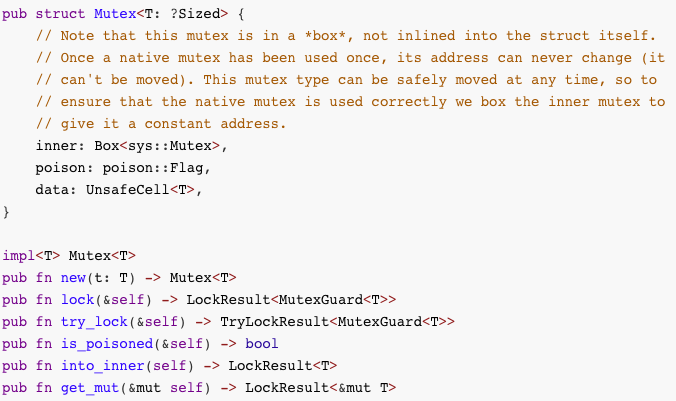 pub struct Mutex<T: ?Sized> {
    // Note that this mutex is in a *box*, not inlined into the struct itself.
    // Once a native mutex has been used once, its address can never change (it
    // can't be moved). This mutex type can be safely moved at any time, so to
    // ensure that the native mutex is used correctly we box the inner mutex to
    // give it a constant address.
    inner: Box<sys::Mutex>,
    poison: poison::Flag,
    data: UnsafeCell<T>,
}

impl<T> Mutex<T>
pub fn new(t: T) -> Mutex<T>
pub fn lock(&self) -> LockResult<MutexGuard<T>>
pub fn try_lock(&self) -> TryLockResult<MutexGuard<T>>
pub fn is_poisoned(&self) -> bool
pub fn into_inner(self) -> LockResult<T>
pub fn get_mut(&mut self) -> LockResult<&mut T>